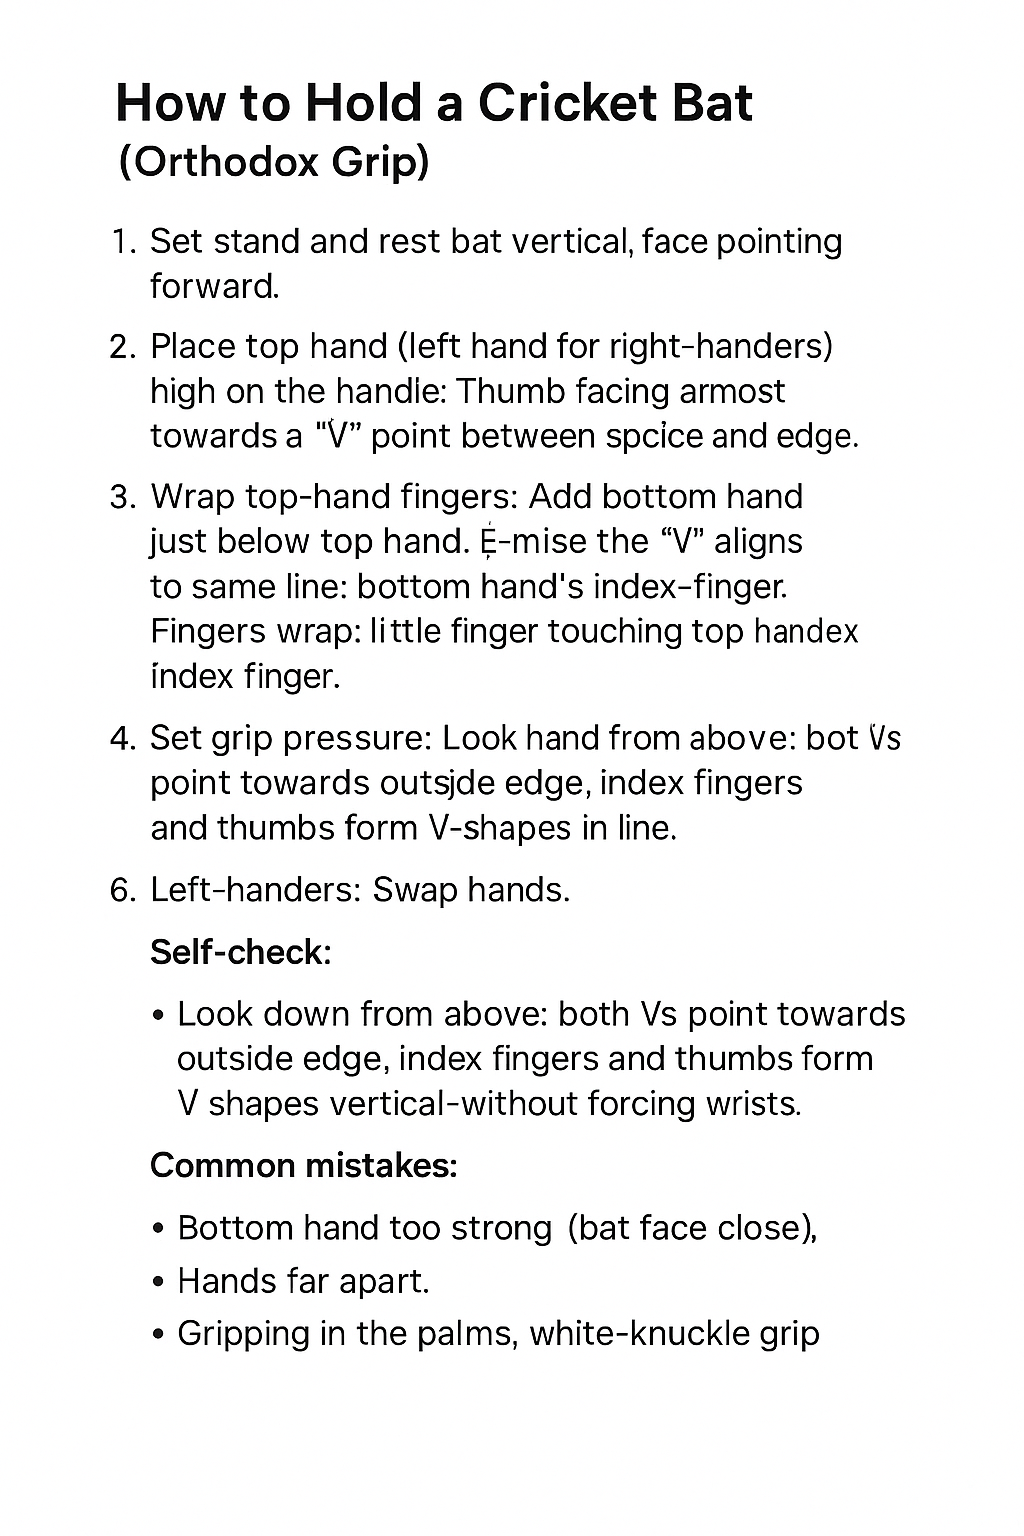 How to Hold a Cricket Bat
(Orthodox Grip)
1. Set stand and rest bat vertical, face pointing
forward.
2. Place top hand (left hand for right-handers)
high on the handle: Thumb facing armost
towards a "V” point between spcice and edge.
3. Wrap top-hand fingers: Add bottom hand
just below top hand. E-mise the “V” aligns
to same line: bottom hand's index-finger.
Fingers wrap: little finger touching top handex
index finger.
4. Set grip pressure: Look hand from above: bot Vs
point towards outsjde edge, index fingers
and thumbs form V-shapes in line.
6. Left-handers: Swap hands.
Self-check:
• Look down from above: both Vs point towards
outside edge, index fingers and thumbs form
V shapes vertical-without forcing wrists.
Common mistakes:
• Bottom hand too strong (bat face close),
• Hands far apart.
• Gripping in the palms, white-knuckle grip